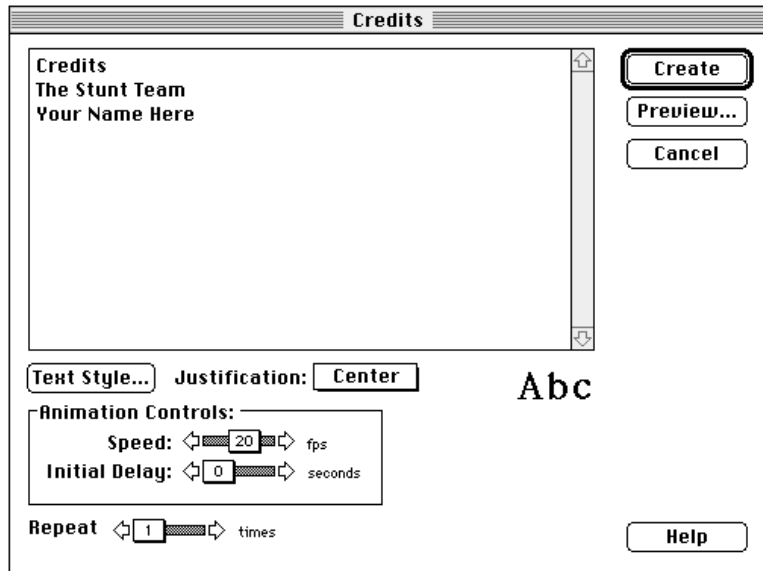 Credits
Credits
The Stunt Team
Your Name Here
Create
Preview...
Cancel
Text Style...
Justification: Center
Abc
Animation Controls:
Speed: 20 fps
Initial Delay: 0 seconds
Repeat 1 times
Help